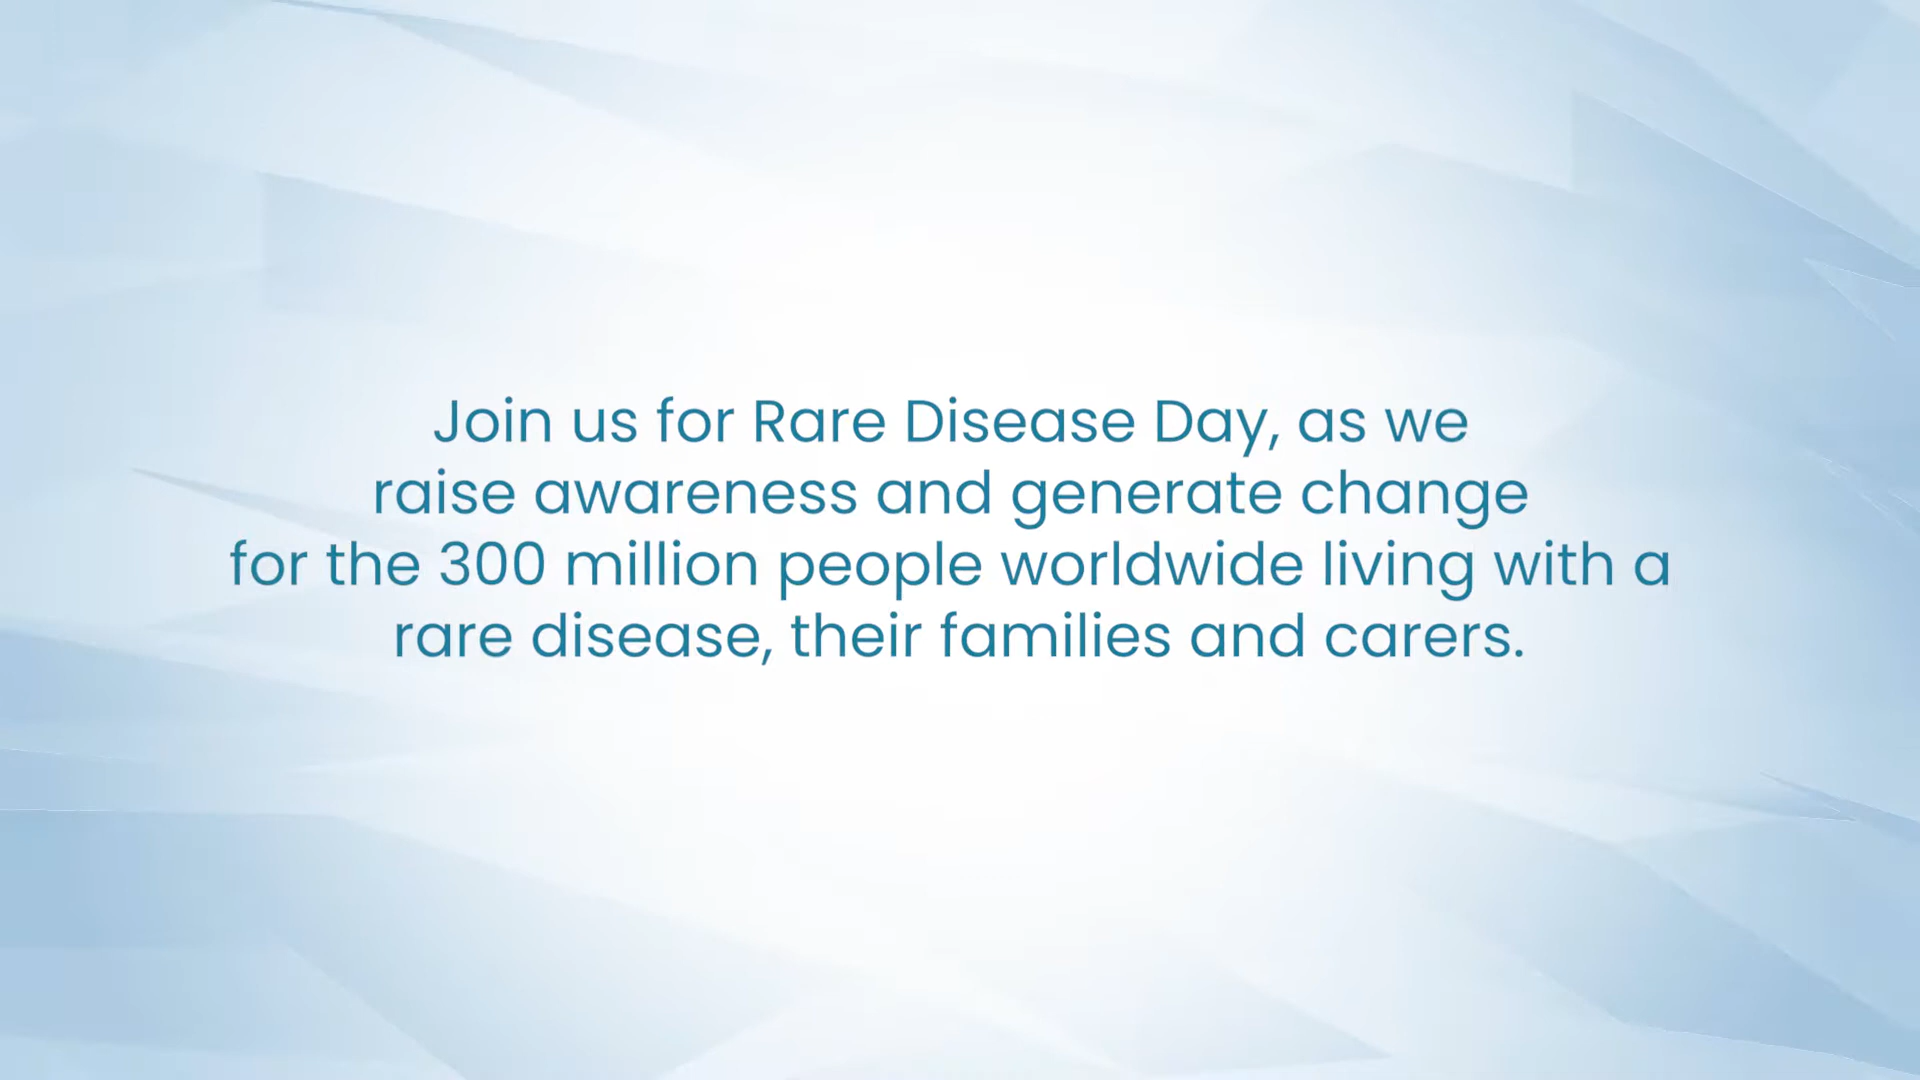 Join us for Rare Disease Day, as we
raise awareness and generate change
for the 300 million people worldwide living with a
rare disease, their families and carers.